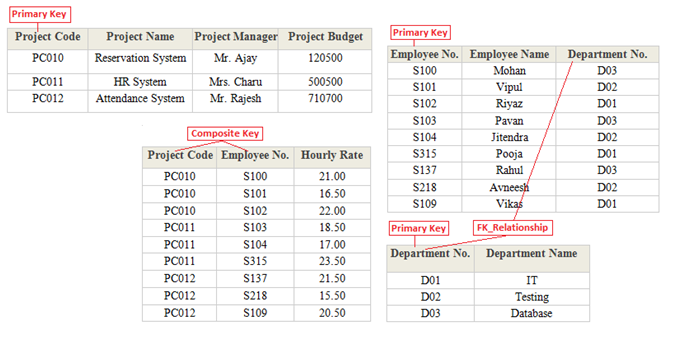 Primary Key
Project Code Project Name Project Manager Project Budget
PC010 Reservation System Mr. Ajay 120500
PC011 HR System Mrs. Charu 500500
PC012 Attendance System Mr. Rajesh 710700
Composite Key
Project Code Employee No. Hourly Rate
PC010 S100 21.00
PC010 S101 16.50
PC010 S102 22.00
PC011 S103 18.50
PC011 S104 17.00
PC011 S315 23.50
PC012 S137 21.50
PC012 S218 15.50
PC012 S109 20.50
Primary Key
Employee No. Employee Name Department No.
S100 Mohan D03
S101 Vipul D02
S102 Riyaz D01
S103 Pavan D03
S104 Jitendra D02
S315 Pooja D01
S137 Rahul D03
S218 Avneesh D02
S109 Vikas D01
Primary Key FK_Relationship
Department No. Department Name
D01 IT
D02 Testing
D03 Database